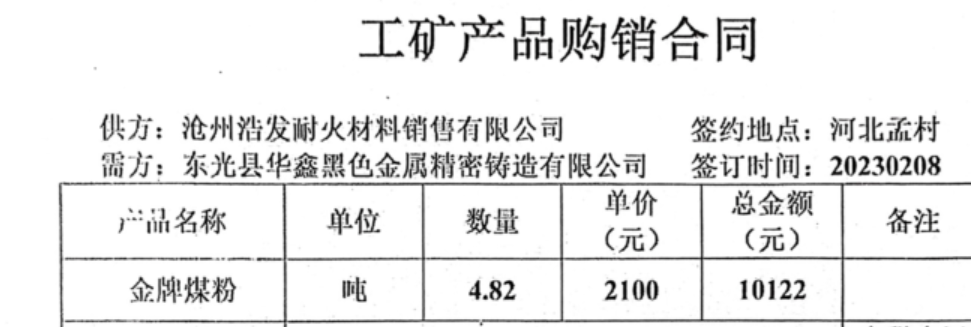 工矿产品购销合同
供方：沧州浩发耐火材料销售有限公司 签约地点：河北孟村
需方：东光县华鑫黑色金属精密铸造有限公司 签订时间：20230208
产品名称 单位 数量 单价（元） 总金额（元） 备注
金牌煤粉 吨 4.82 2100 10122